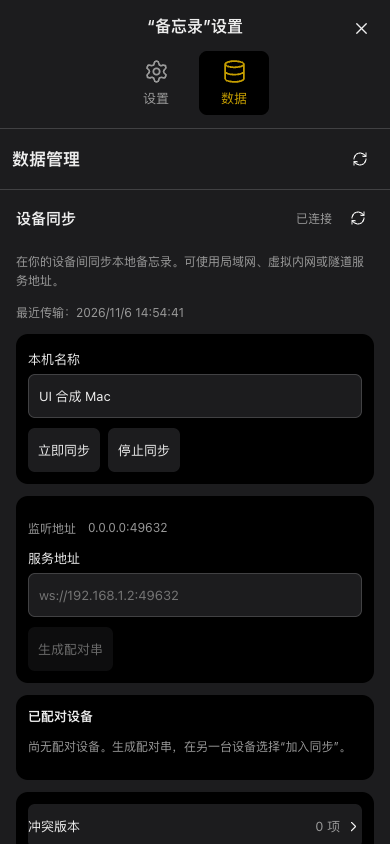 “备忘录”设置
设置
数据
数据管理
设备同步
已连接
在你的设备间同步本地备忘录。可使用局域网、虚拟内网或隧道服
务地址。
最近传输：2026/11/6 14:54:41
本机名称
UI 合成 Mac
立即同步
停止同步
监听地址 0.0.0.0:49632
服务地址
ws://192.168.1.2:49632
生成配对串
已配对设备
尚无配对设备。生成配对串，在另一台设备选择“加入同步”。
冲突版本
0 项